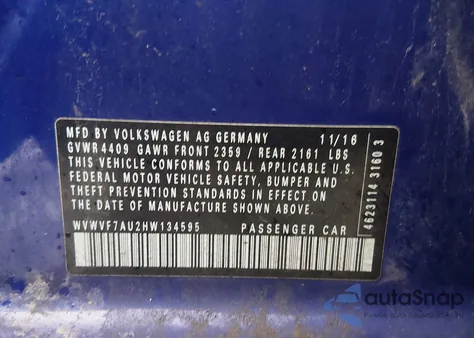 MFD BY VOLKSWAGEN AG GERMANY 11/16
GVWR 4409 GAWR FRONT 2359 / REAR 2161 LBS
THIS VEHICLE CONFORMS TO ALL APPLICABLE U.S.
FEDERAL MOTOR VEHICLE SAFETY, BUMPER AND
THEFT PREVENTION STANDARDS IN EFFECT ON
THE DATE OF MANUFACTURE SHOWN ABOVE.
WVWVF7AU2HW134595 PASSENGER CAR
4623114 3160 3
autoSnap